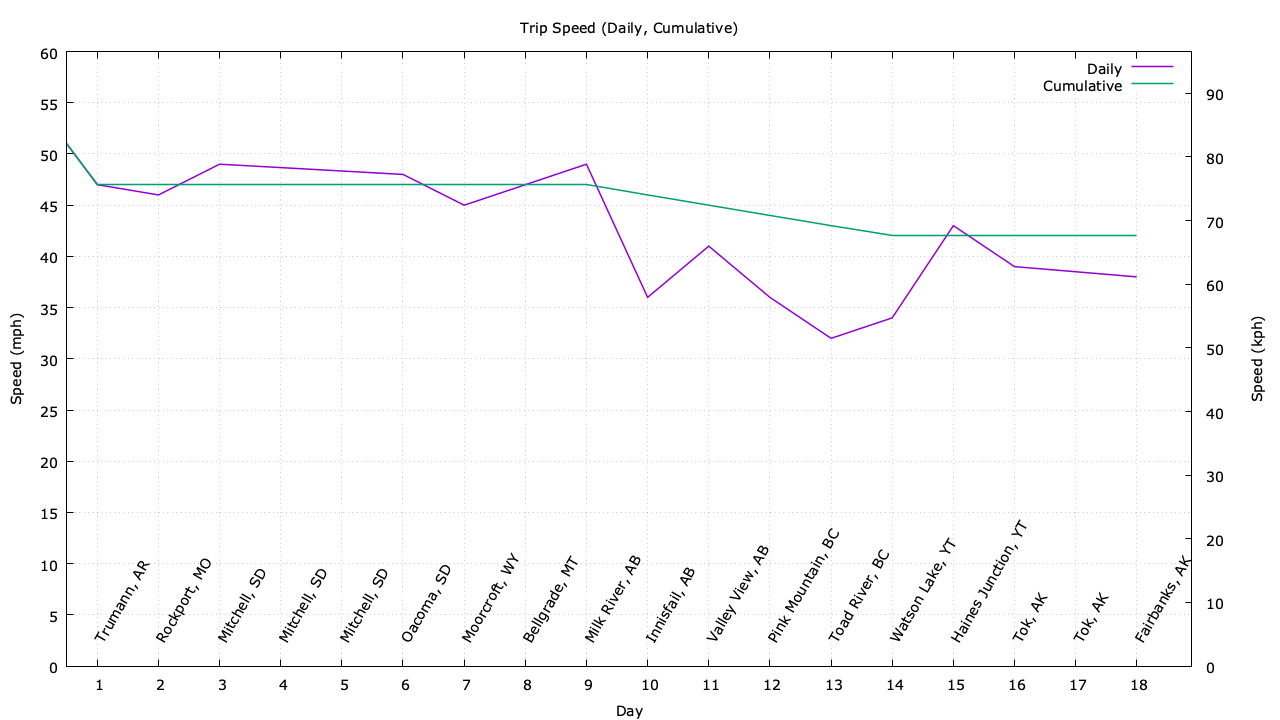 Trip Speed (Daily, Cumulative)
Daily
Cumulative
60
55
50
45
40
35
30
25
20
15
10
5
0
Speed (mph)
90
80
70
60
50
40
30
20
10
0
Speed (kph)
Trumann, AR
Rockport, MO
Mitchell, SD
Mitchell, SD
Mitchell, SD
Oacoma, SD
Moorcroft, WY
Bellgrade, MT
Milk River, AB
Innisfail, AB
Valley View, AB
Pink Mountain, BC
Toad River, BC
Watson Lake, YT
Haines Junction, YT
Tok, AK
Tok, AK
Fairbanks, AK
1 2 3 4 5 6 7 8 9 10 11 12 13 14 15 16 17 18
Day